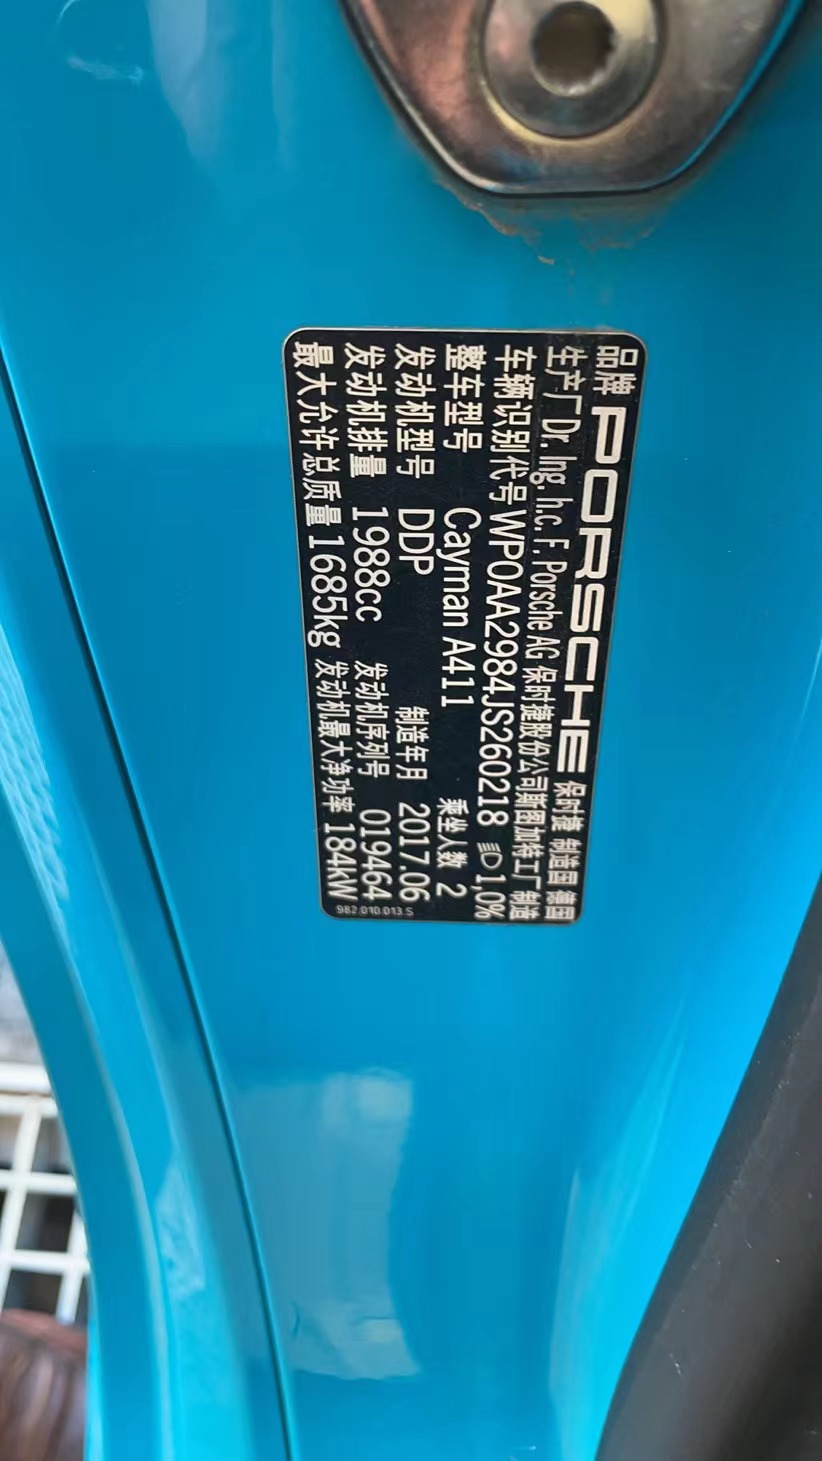 品牌 PORSCHE 保时捷 制造国 德国
生产厂 Dr. Ing. h.c. F. Porsche AG 保时捷股份公司斯图加特工厂 制造
车辆识别代号 WP0AA2984JS260218 1,0%
整车型号 Cayman A411 乘坐人数 2
发动机型号 DDP 制造年月 2017.06
发动机排量 1988cc 发动机序列号 019464
最大允许总质量 1685kg 发动机最大净功率 184kW
982.010.013.S